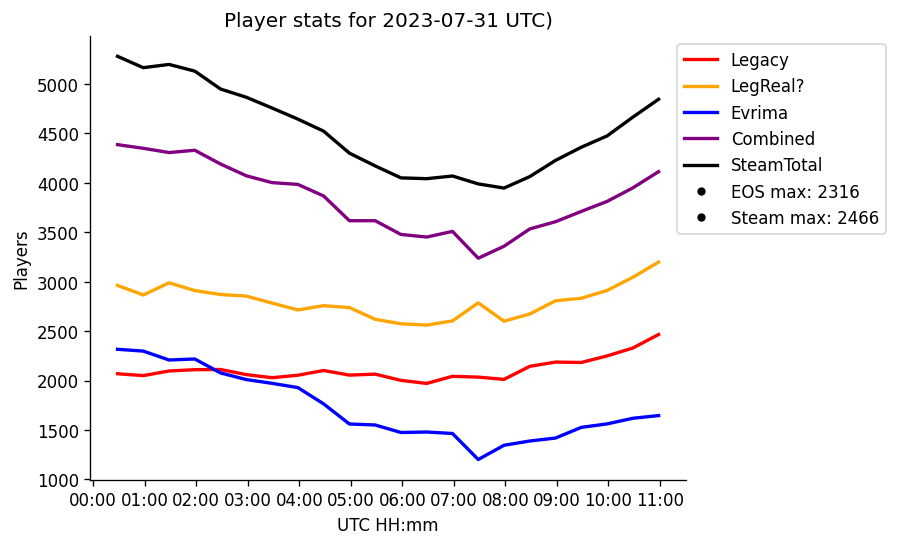 Player stats for 2023-07-31 UTC)
Legacy
LegReal?
Evrima
Combined
SteamTotal
EOS max: 2316
Steam max: 2466
Players
5000
4500
4000
3500
3000
2500
2000
1500
1000
00:00 01:00 02:00 03:00 04:00 05:00 06:00 07:00 08:00 09:00 10:00 11:00
UTC HH:mm